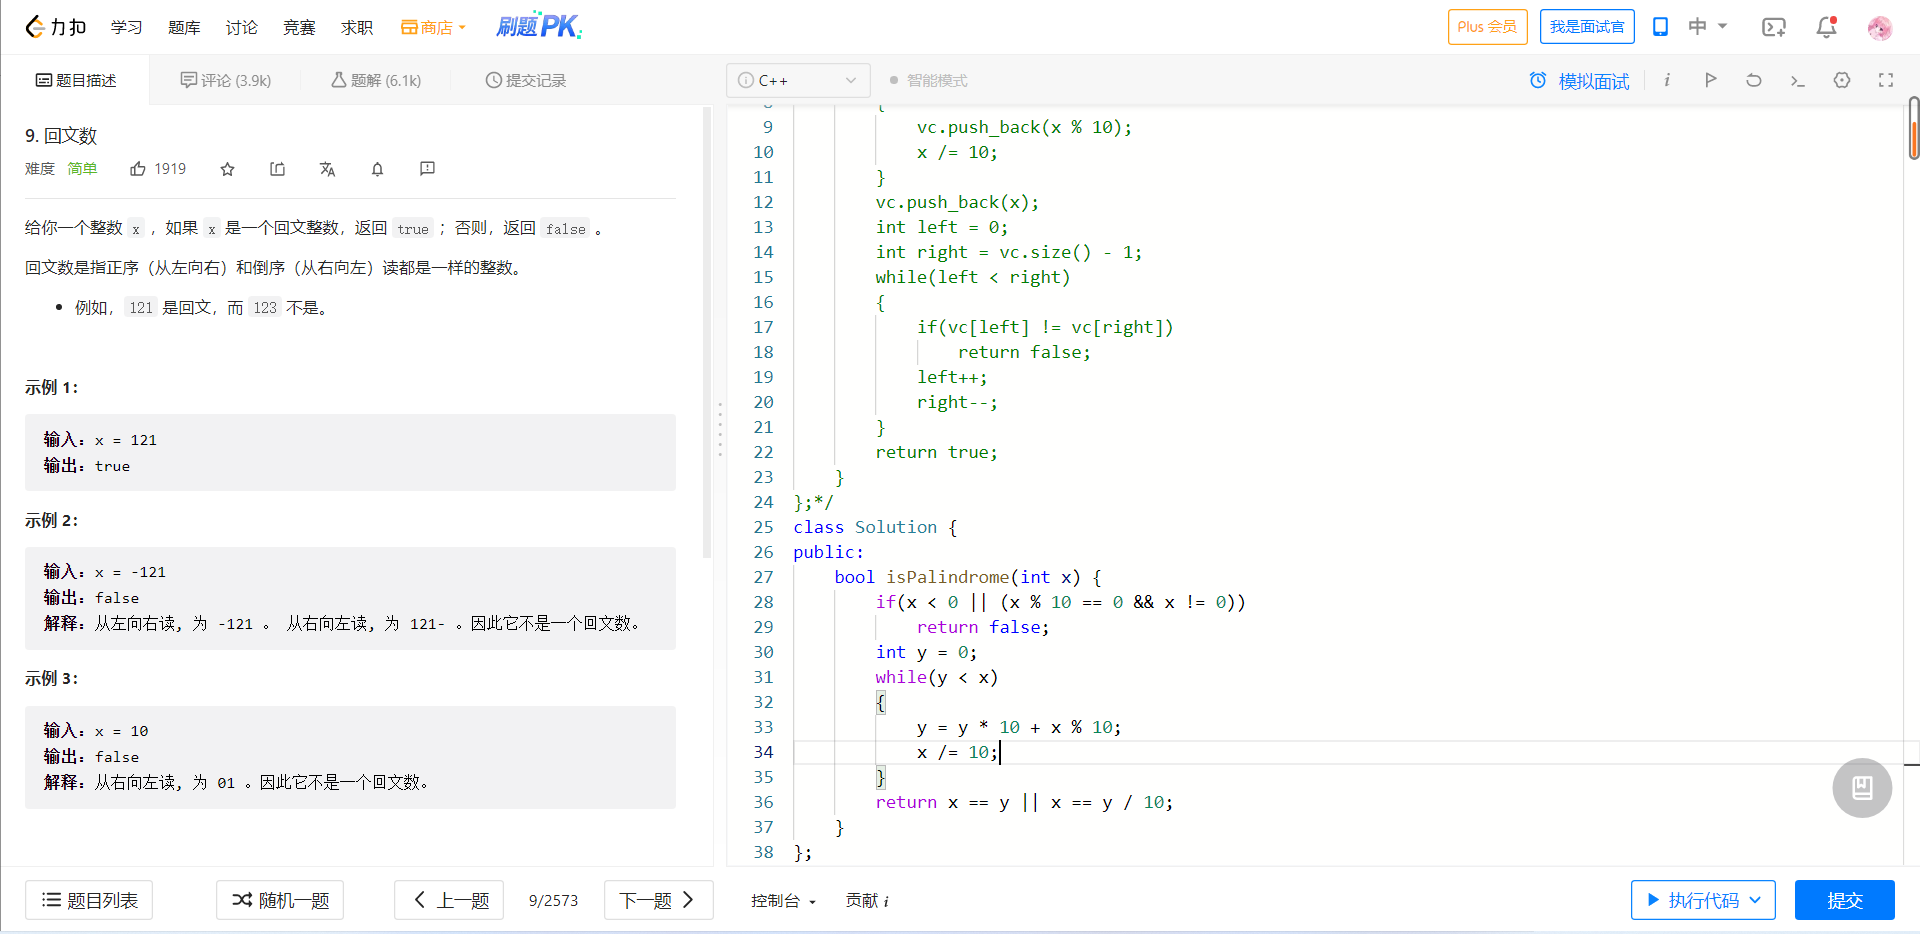 力扣 学习 题库 讨论 竞赛 求职 商店 刷题PK Plus 会员 我是面试官 中
题目描述 评论 (3.9k) 题解 (6.1k) 提交记录 C++ 智能模式 模拟面试
9. 回文数
难度 简单 1919
给你一个整数 x ，如果 x 是一个回文整数，返回 true ；否则，返回 false 。
回文数是指正序（从左向右）和倒序（从右向左）读都是一样的整数。
例如，121 是回文，而 123 不是。
示例 1：
输入：x = 121
输出：true
示例 2：
输入：x = -121
输出：false
解释：从左向右读, 为 -121 。 从右向左读, 为 121- 。因此它不是一个回文数。
示例 3：
输入：x = 10
输出：false
解释：从右向左读, 为 01 。因此它不是一个回文数。
8 {
9 vc.push_back(x % 10);
10 x /= 10;
11 }
12 vc.push_back(x);
13 int left = 0;
14 int right = vc.size() - 1;
15 while(left < right)
16 {
17 if(vc[left] != vc[right])
18 return false;
19 left++;
20 right--;
21 }
22 return true;
23 }
24 };*/
25 class Solution {
26 public:
27 bool isPalindrome(int x) {
28 if(x < 0 || (x % 10 == 0 && x != 0))
29 return false;
30 int y = 0;
31 while(y < x)
32 {
33 y = y * 10 + x % 10;
34 x /= 10;
35 }
36 return x == y || x == y / 10;
37 }
38 };
题目列表 随机一题 上一题 9/2573 下一题 控制台 贡献 i 执行代码 提交